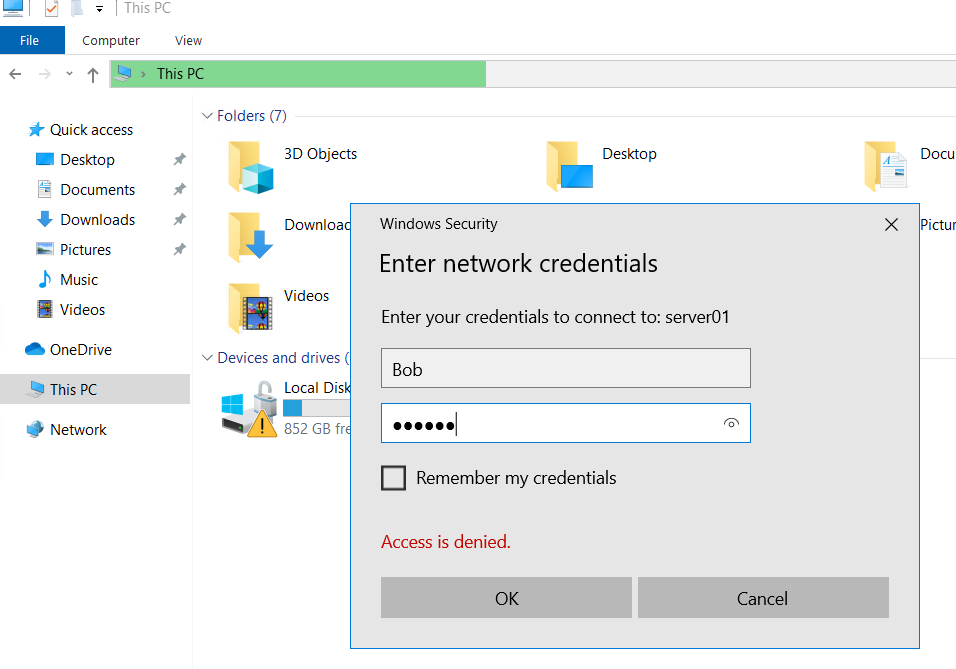 This PC
File Computer View
This PC
Quick access
Desktop
Documents
Downloads
Pictures
Music
Videos
OneDrive
This PC
Network
Folders (7)
3D Objects
Desktop
Docu
Downloac
Pictur
Videos
Devices and drives (
Local Disk
852 GB fre
Windows Security
Enter network credentials
Enter your credentials to connect to: server01
Bob
●●●●●●
Remember my credentials
Access is denied.
OK Cancel